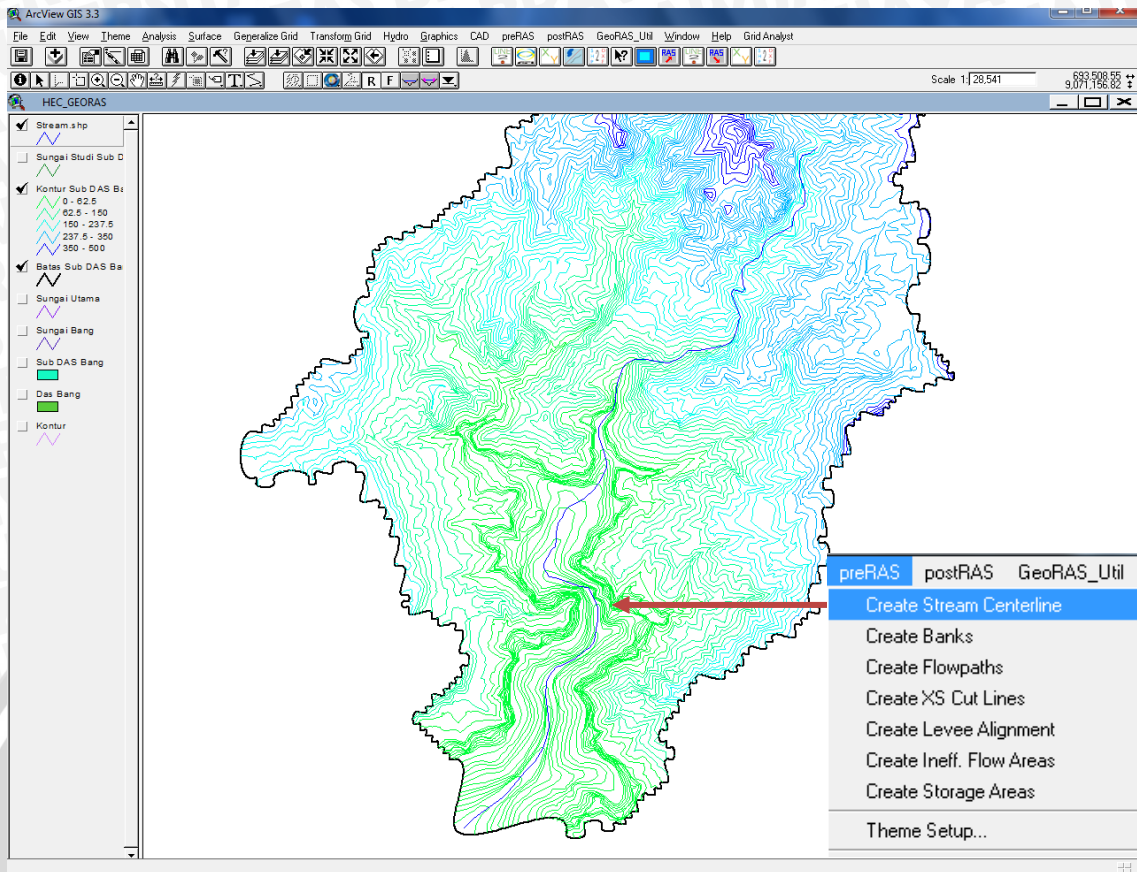 ArcView GIS 3.3
File Edit View Theme Analysis Surface Generalize Grid Transform Grid Hydro Graphics CAD preRAS postRAS GeoRAS_Util Window Help Grid Analyst
R F
Scale 1: 28,541
693,508.55
9,071,156.82
HEC_GEORAS
Stream.shp
Sungai Studi Sub D
Kontur Sub DAS Ba
0 - 62.5
62.5 - 150
150 - 237.5
237.5 - 350
350 - 500
Batas Sub DAS Ba
Sungai Utama
Sungai Bang
Sub DAS Bang
Das Bang
Kontur
preRAS postRAS GeoRAS_Util
Create Stream Centerline
Create Banks
Create Flowpaths
Create XS Cut Lines
Create Levee Alignment
Create Ineff. Flow Areas
Create Storage Areas
Theme Setup...